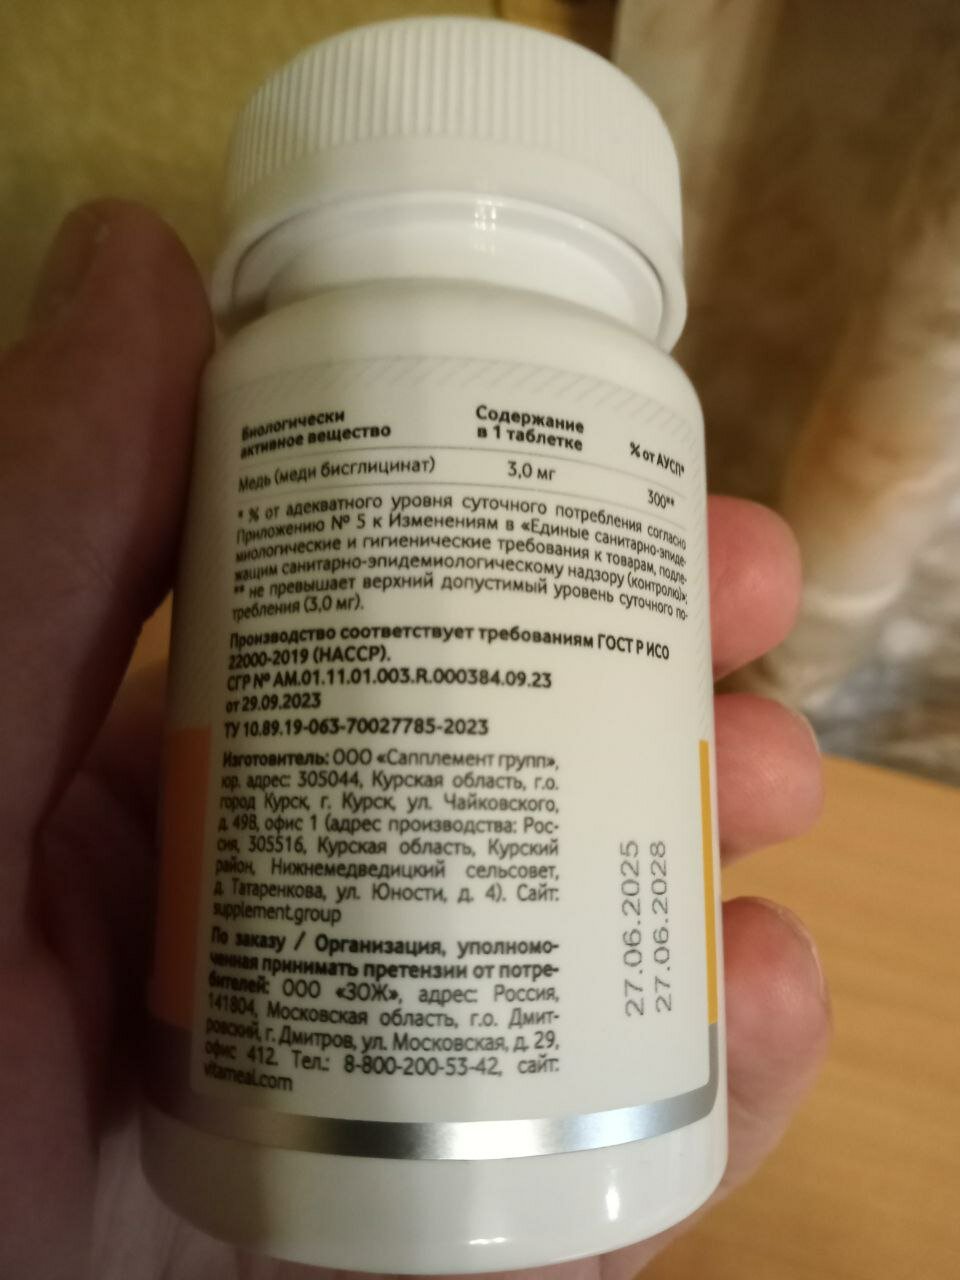 Биологически
активное вещество
Содержание
в 1 таблетке
% от АУСП*
Медь (меди бисглицинат)
3,0 мг
300**
* % от адекватного уровня суточного потребления согласно
Приложению № 5 к Изменениям в «Единые санитарно-эпиде-
миологические и гигиенические требования к товарам, подле-
жащим санитарно-эпидемиологическому надзору (контролю)»;
** не превышает верхний допустимый уровень суточного по-
требления (3,0 мг).
Производство соответствует требованиям ГОСТ Р ИСО
22000-2019 (НАССР).
СГР № AM.01.11.01.003.R.000384.09.23
от 29.09.2023
ТУ 10.89.19-063-70027785-2023
Изготовитель: ООО «Сапплемент групп»,
юр. адрес: 305044, Курская область, г.о.
город Курск, г. Курск, ул. Чайковского,
д. 49В, офис 1 (адрес производства: Рос-
сия, 305516, Курская область, Курский
район, Нижнемедведицкий сельсовет,
д. Татаренкова, ул. Юности, д. 4). Сайт:
supplement.group
По заказу / Организация, уполномо-
ченная принимать претензии от потре-
бителей: ООО «ЗОЖ», адрес: Россия,
141804, Московская область, г.о. Дмит-
ровский, г. Дмитров, ул. Московская, д. 29,
офис 412. Тел.: 8-800-200-53-42, сайт:
vitameal.com
27.06.2025
27.06.2028